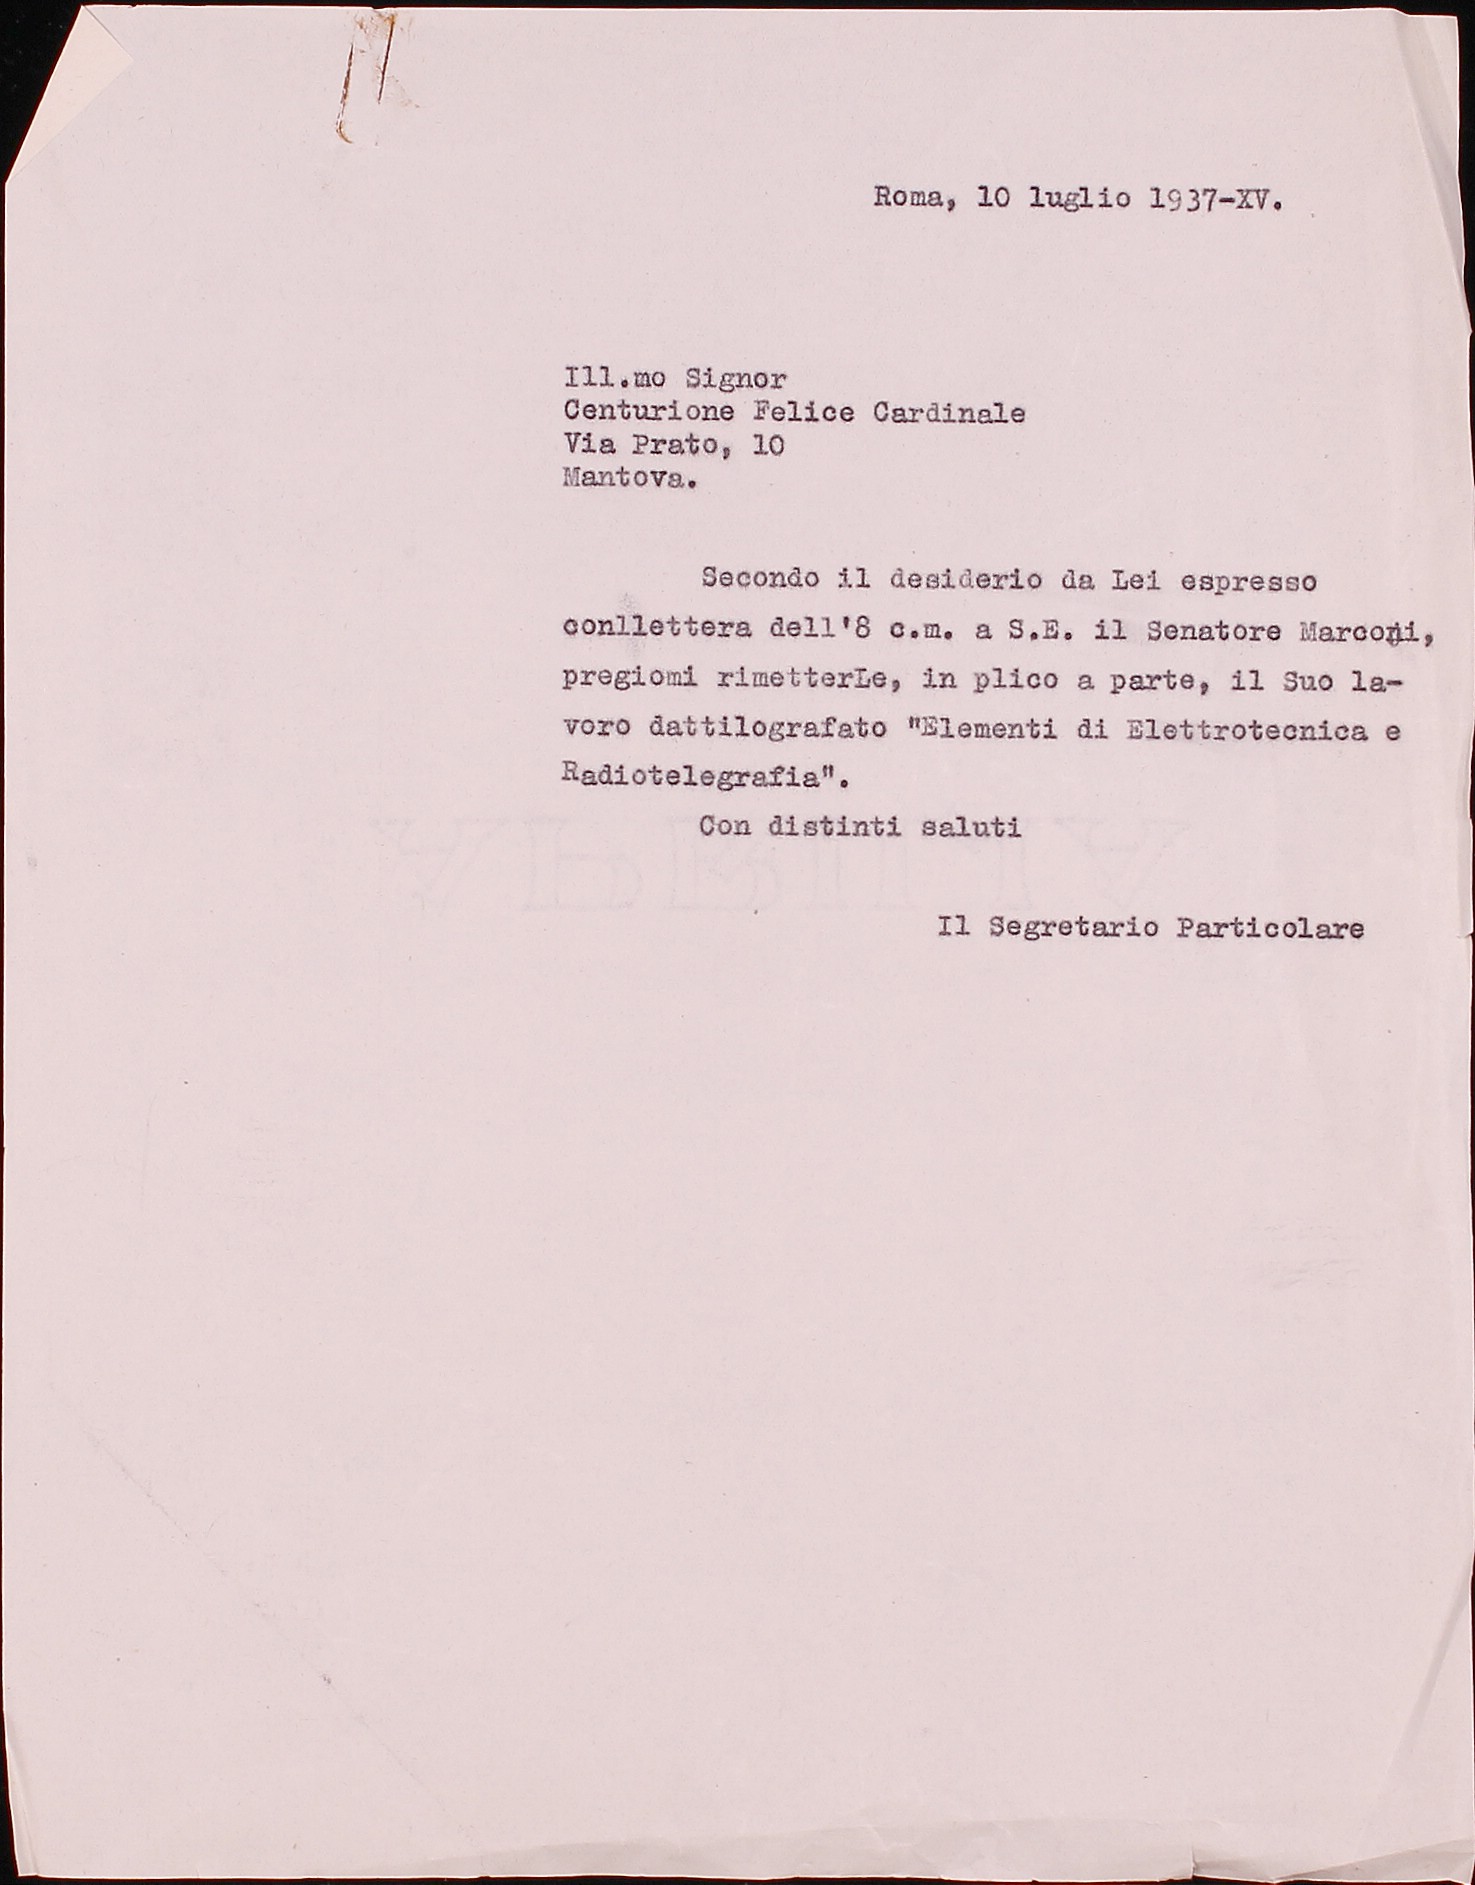 Roma, 10 luglio 1937-XV.
Ill.mo Signor
Centurione Felice Cardinale
Via Prato, 10
Mantova.
Secondo il desiderio da Lei espresso
conllettera dell'8 c.m. a S.E. il Senatore Marconi,
pregiomi rimetterLe, in plico a parte, il Suo la-
voro dattilografato "Elementi di Elettrotecnica e
Radiotelegrafia".
Con distinti saluti
Il Segretario Particolare